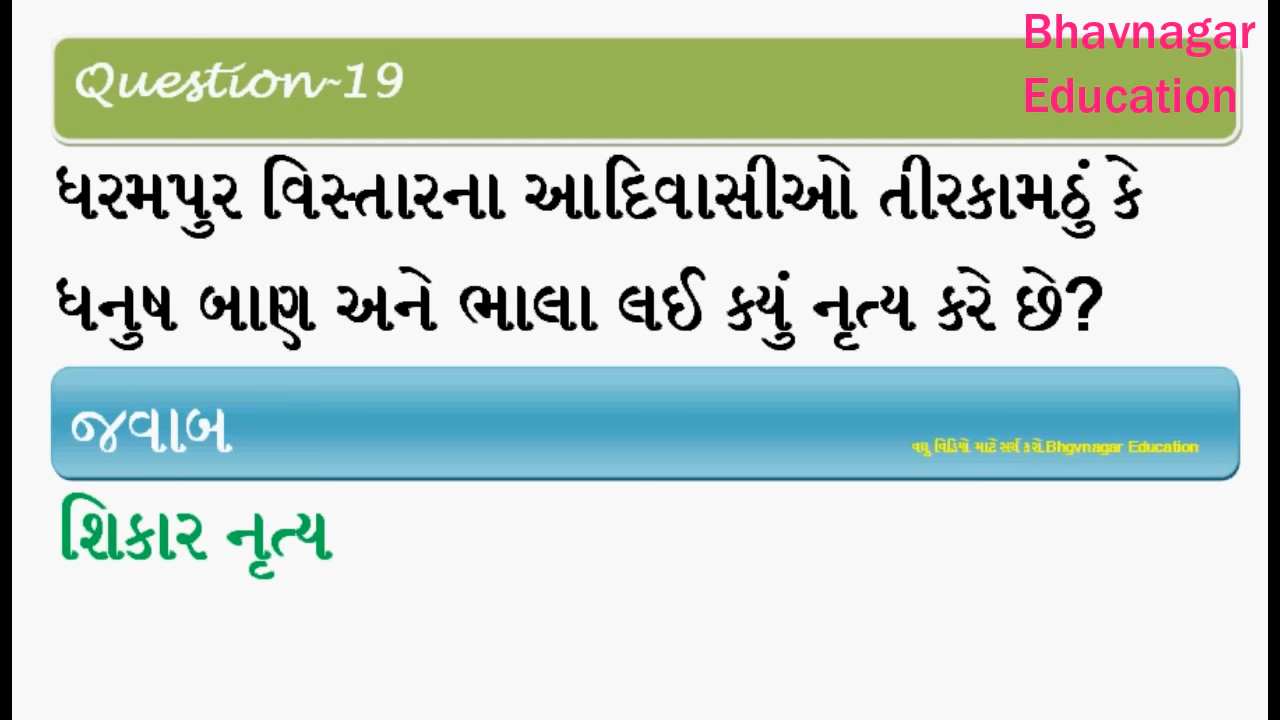 Bhavnagar
Education
Question-19
ધરમપુર વિસ્તારના આદિવાસીઓ તીરકામઠું કે
ધનુષ બાણ અને ભાલા લઈ ક્યું નૃત્ય કરે છે?
જવાબ
વધુ વિડિયો માટે સર્ચ કરો.Bhgvnagar Education
શિકાર નૃત્ય